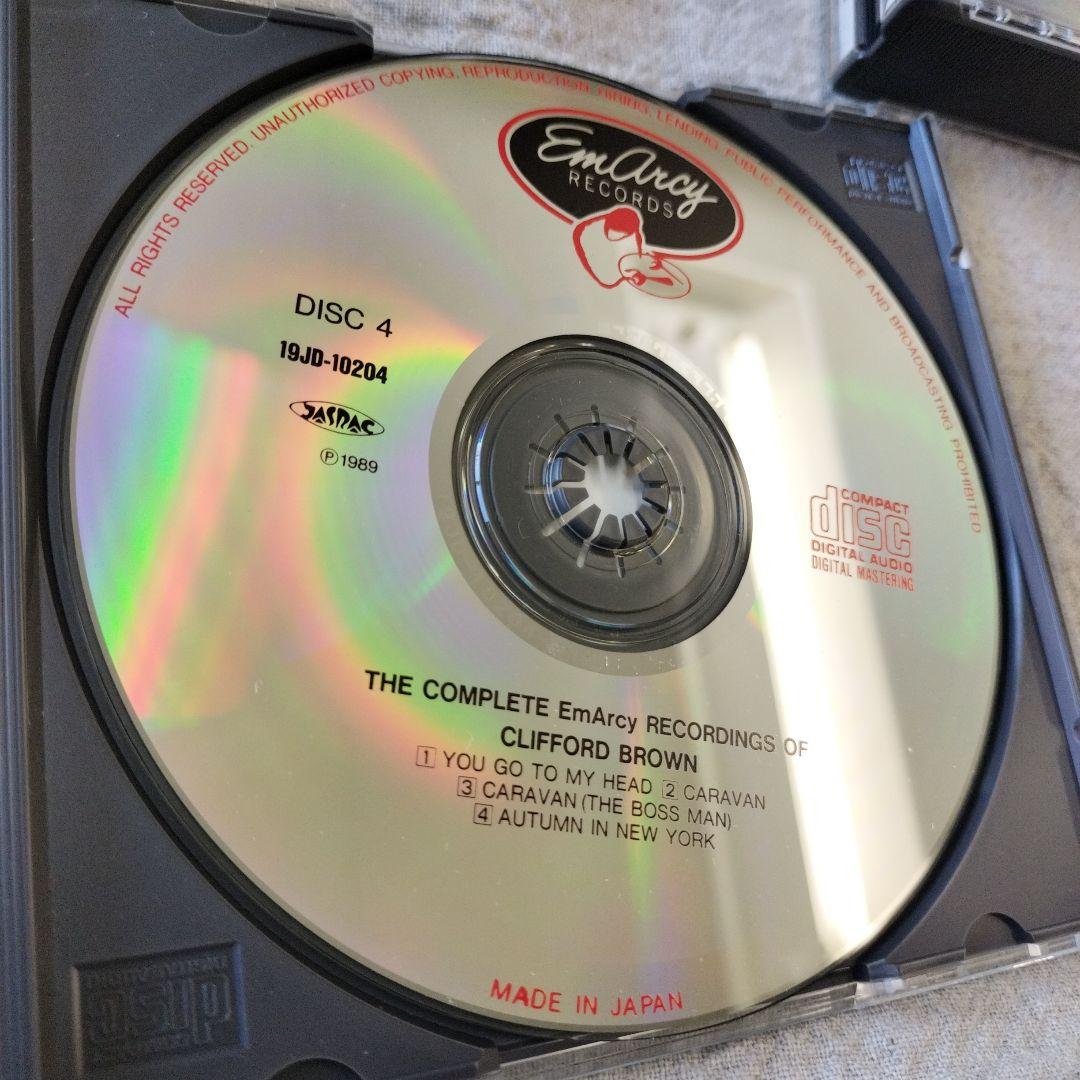 ALL RIGHTS RESERVED. UNAUTHORIZED COPYING, REPRODUCTION, HIRING, LENDING, PUBLIC PERFORMANCE AND BROADCASTING PROHIBITED
EmArcy
RECORDS
DISC 4
19JD-10204
JASRAC
Ⓟ1989
COMPACT
disc
DIGITAL AUDIO
DIGITAL MASTERING
THE COMPLETE EmArcy RECORDINGS OF
CLIFFORD BROWN
1 YOU GO TO MY HEAD 2 CARAVAN
3 CARAVAN (THE BOSS MAN)
4 AUTUMN IN NEW YORK
MADE IN JAPAN
disc